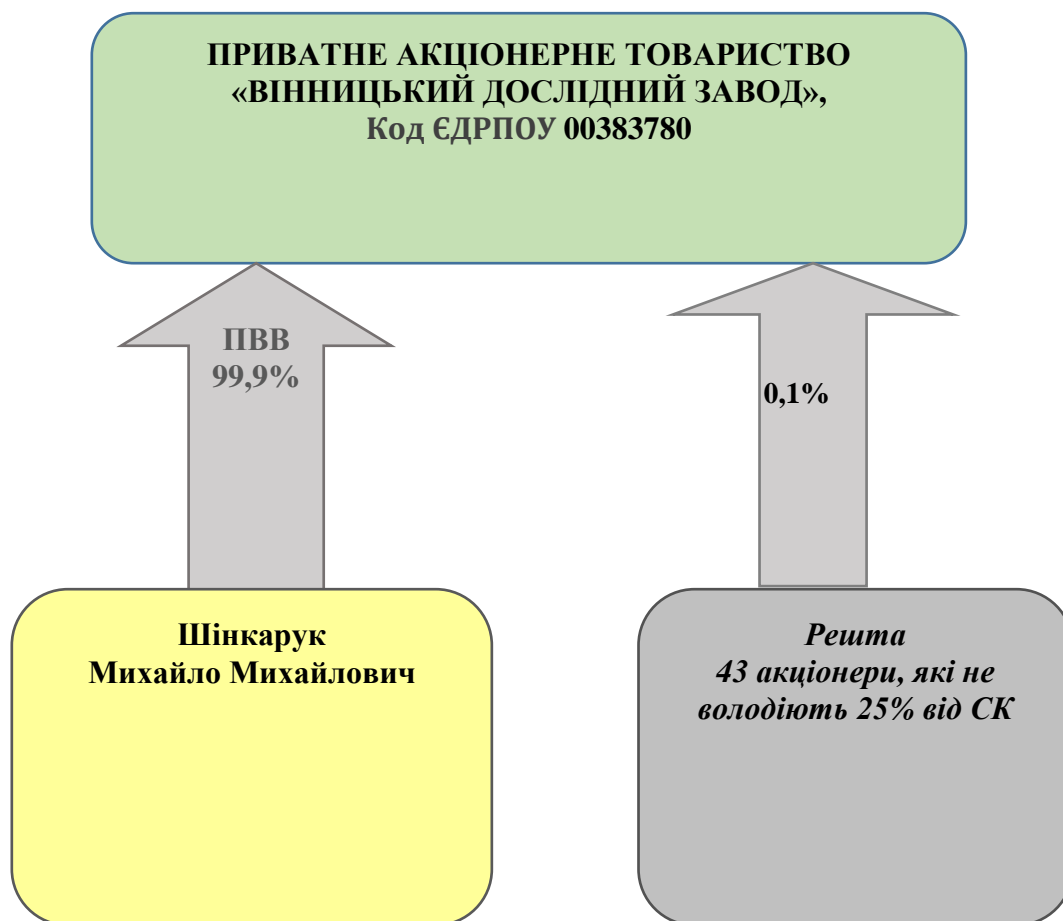 ПРИВАТНЕ АКЦІОНЕРНЕ ТОВАРИСТВО
«ВІННИЦЬКИЙ ДОСЛІДНИЙ ЗАВОД»,
Код ЄДРПОУ 00383780
ПВВ
99,9%
0,1%
Шінкарук
Михайло Михайлович
Решта
43 акціонери, які не
володіють 25% від СК